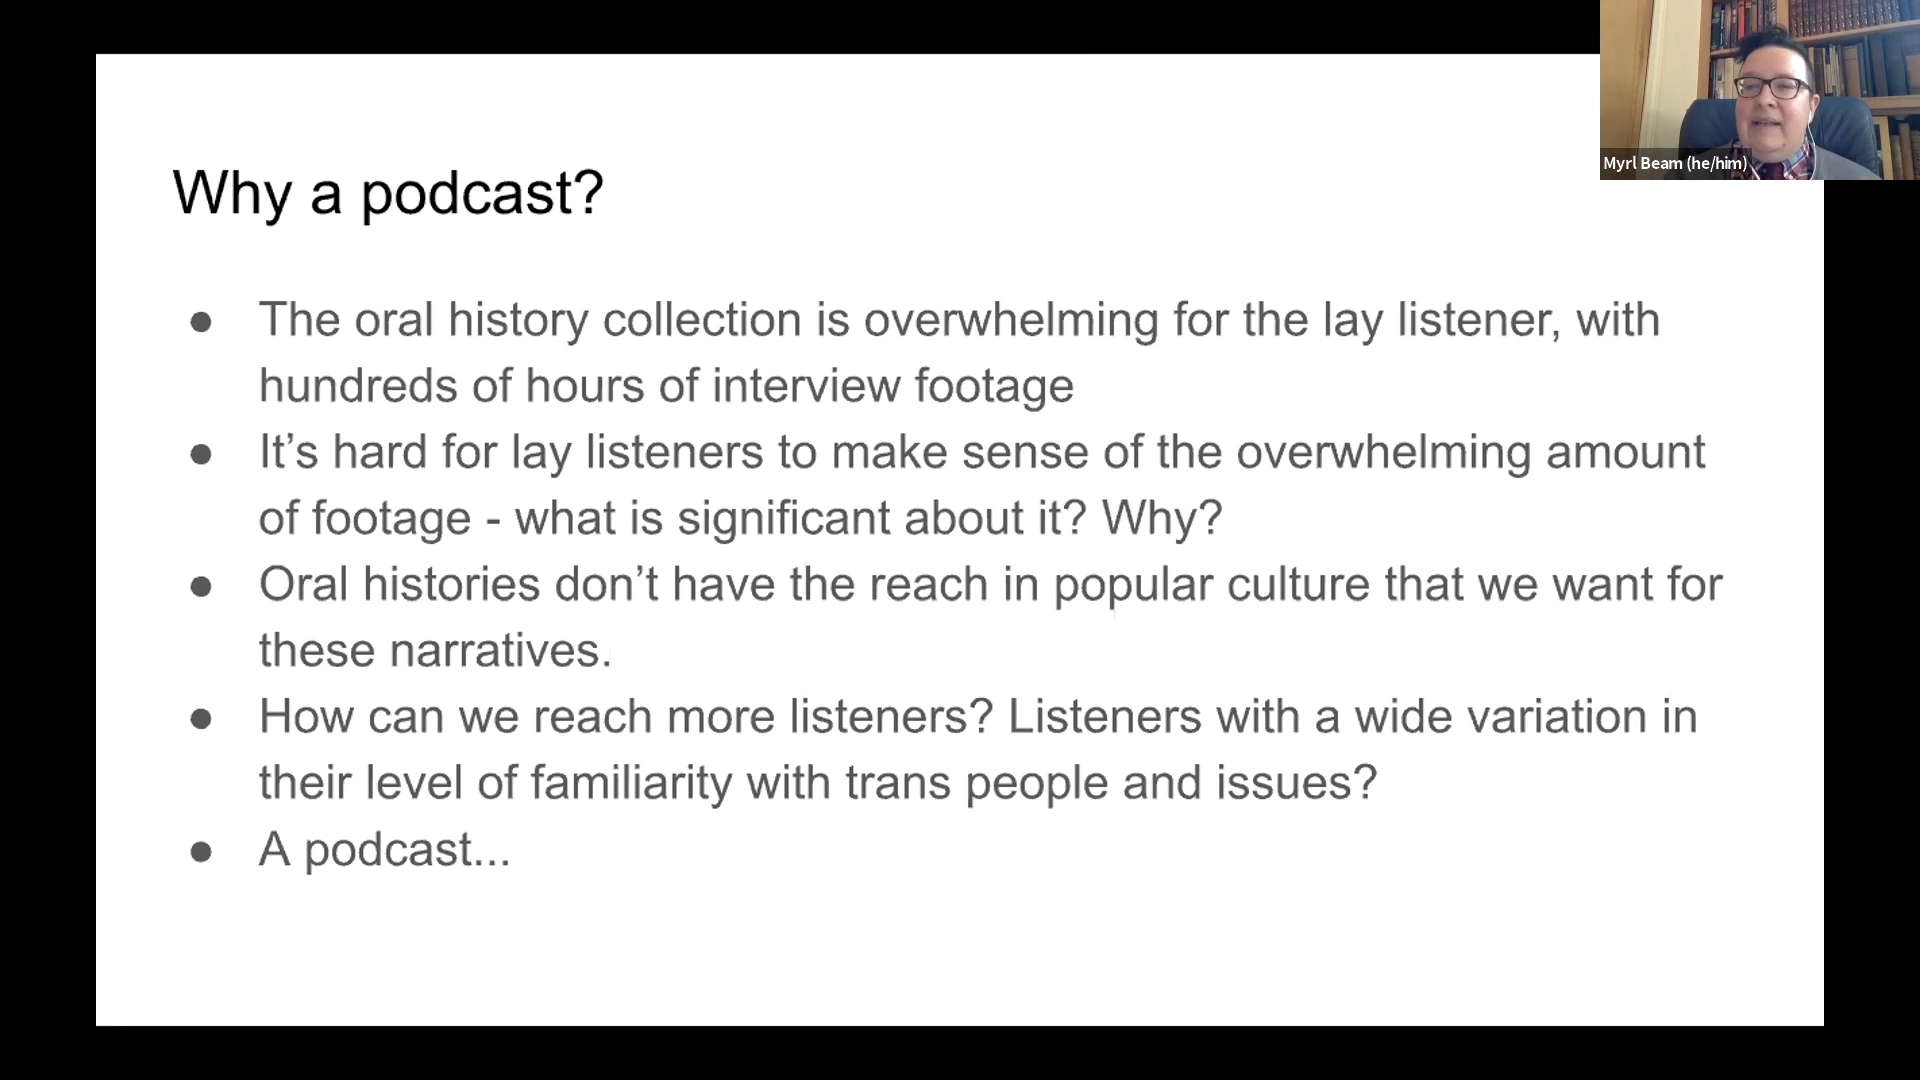 Myrl Beam (he/him)
Why a podcast?
● The oral history collection is overwhelming for the lay listener, with
hundreds of hours of interview footage
● It’s hard for lay listeners to make sense of the overwhelming amount
of footage - what is significant about it? Why?
● Oral histories don’t have the reach in popular culture that we want for
these narratives.
● How can we reach more listeners? Listeners with a wide variation in
their level of familiarity with trans people and issues?
● A podcast...